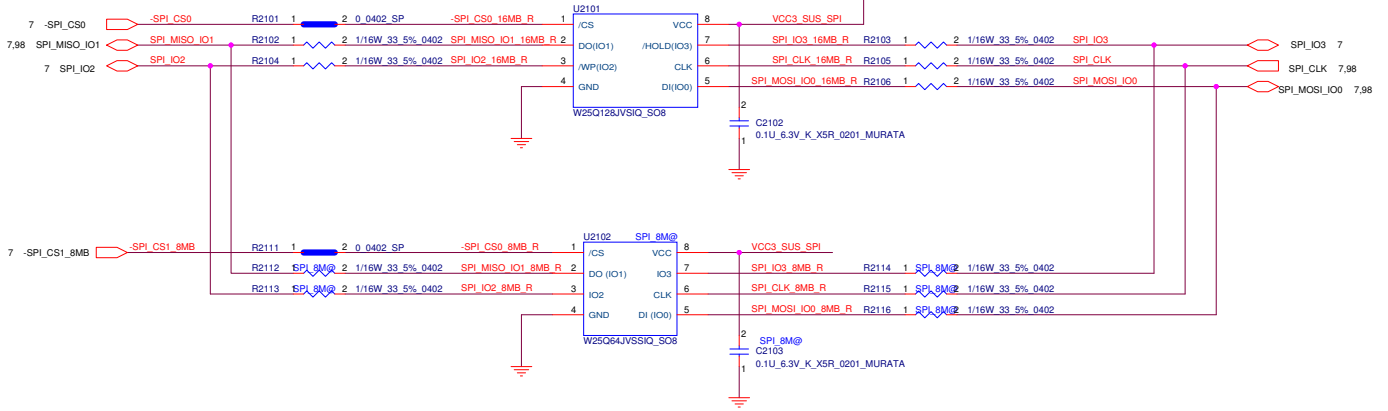 U2101
7 -SPI_CS0 -SPI_CS0 R2101 1 2 0_0402_SP -SPI_CS0_16MB_R 1 /CS VCC 8 VCC3_SUS_SPI
7,98 SPI_MISO_IO1 SPI_MISO_IO1 R2102 1 2 1/16W_33_5%_0402 SPI_MISO_IO1_16MB_R 2 DO(IO1) /HOLD(IO3) 7 SPI_IO3_16MB_R R2103 1 2 1/16W_33_5%_0402 SPI_IO3 SPI_IO3 7
7 SPI_IO2 SPI_IO2 R2104 1 2 1/16W_33_5%_0402 SPI_IO2_16MB_R 3 /WP(IO2) CLK 6 SPI_CLK_16MB_R R2105 1 2 1/16W_33_5%_0402 SPI_CLK SPI_CLK 7,98
4 GND DI(IO0) 5 SPI_MOSI_IO0_16MB_R R2106 1 2 1/16W_33_5%_0402 SPI_MOSI_IO0 SPI_MOSI_IO0 7,98
W25Q128JVSIQ_SO8
2
C2102
0.1U_6.3V_K_X5R_0201_MURATA
1
U2102 SPI_8M@
7 -SPI_CS1_8MB -SPI_CS1_8MB R2111 1 2 0_0402_SP -SPI_CS0_8MB_R 1 /CS VCC 8 VCC3_SUS_SPI
R2112 1 SPI_8M@ 2 1/16W_33_5%_0402 SPI_MISO_IO1_8MB_R 2 DO (IO1) IO3 7 SPI_IO3_8MB_R R2114 1 SPI_8M@ 2 1/16W_33_5%_0402
R2113 1 SPI_8M@ 2 1/16W_33_5%_0402 SPI_IO2_8MB_R 3 IO2 CLK 6 SPI_CLK_8MB_R R2115 1 SPI_8M@ 2 1/16W_33_5%_0402
4 GND DI (IO0) 5 SPI_MOSI_IO0_8MB_R R2116 1 SPI_8M@ 2 1/16W_33_5%_0402
W25Q64JVSSIQ_SO8
2 SPI_8M@
C2103
0.1U_6.3V_K_X5R_0201_MURATA
1